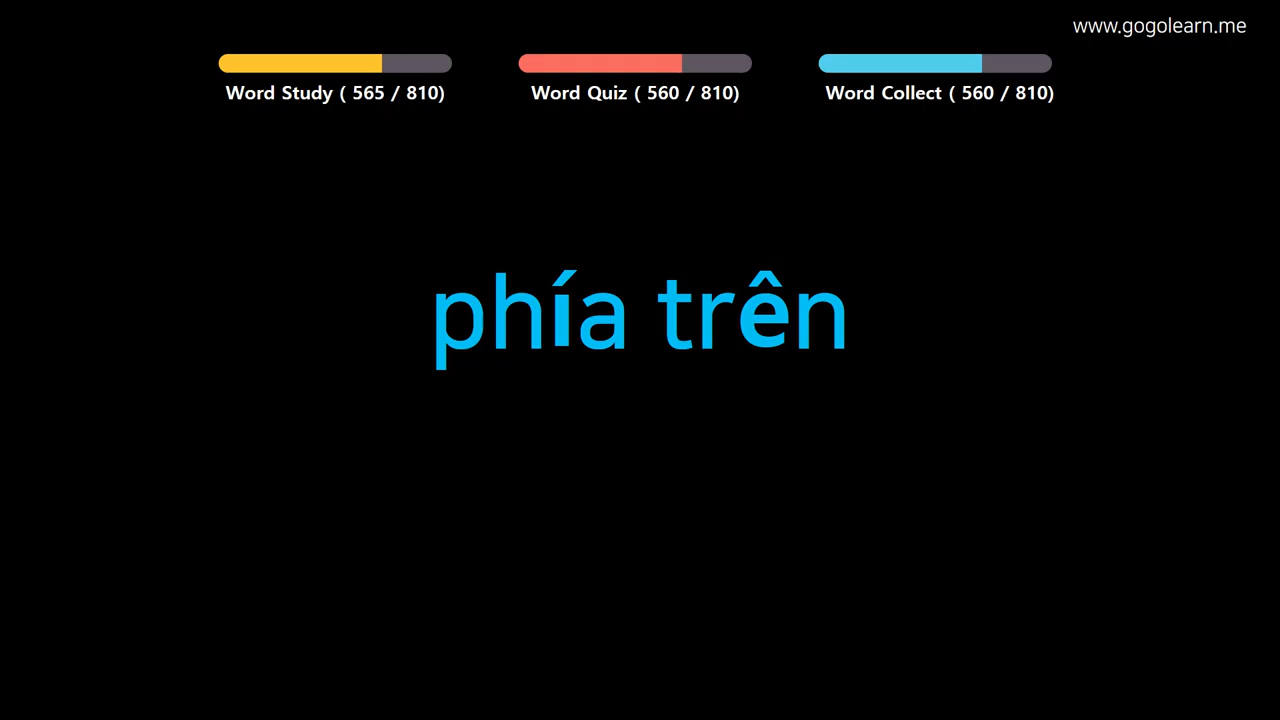 www.gogolearn.me
Word Study ( 565 / 810)
Word Quiz ( 560 / 810)
Word Collect ( 560 / 810)
phía trên